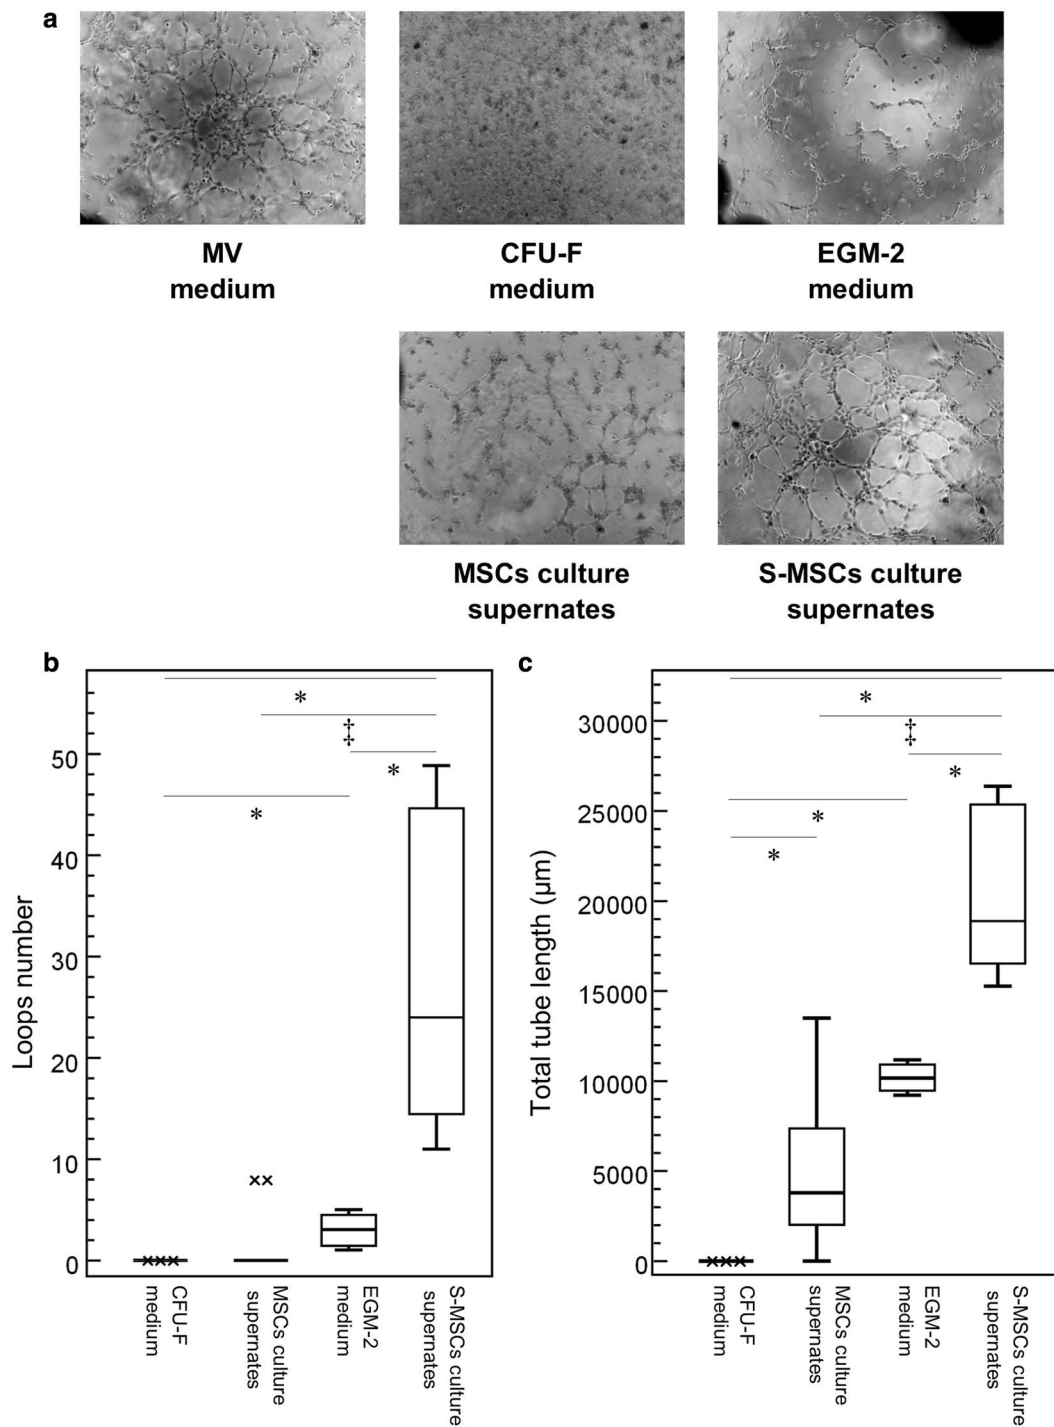 a
MV
medium
CFU-F
medium
EGM-2
medium
MSCs culture
supernates
S-MSCs culture
supernates
b
Loops number
50
40
30
20
10
0
*
‡
*
*
××
×××
CFU-F
medium
MSCs culture
supernates
EGM-2
medium
S-MSCs culture
supernates
c
Total tube length (μm)
30000
25000
20000
15000
10000
5000
0
*
‡
*
*
*
×××
CFU-F
medium
MSCs culture
supernates
EGM-2
medium
S-MSCs culture
supernates